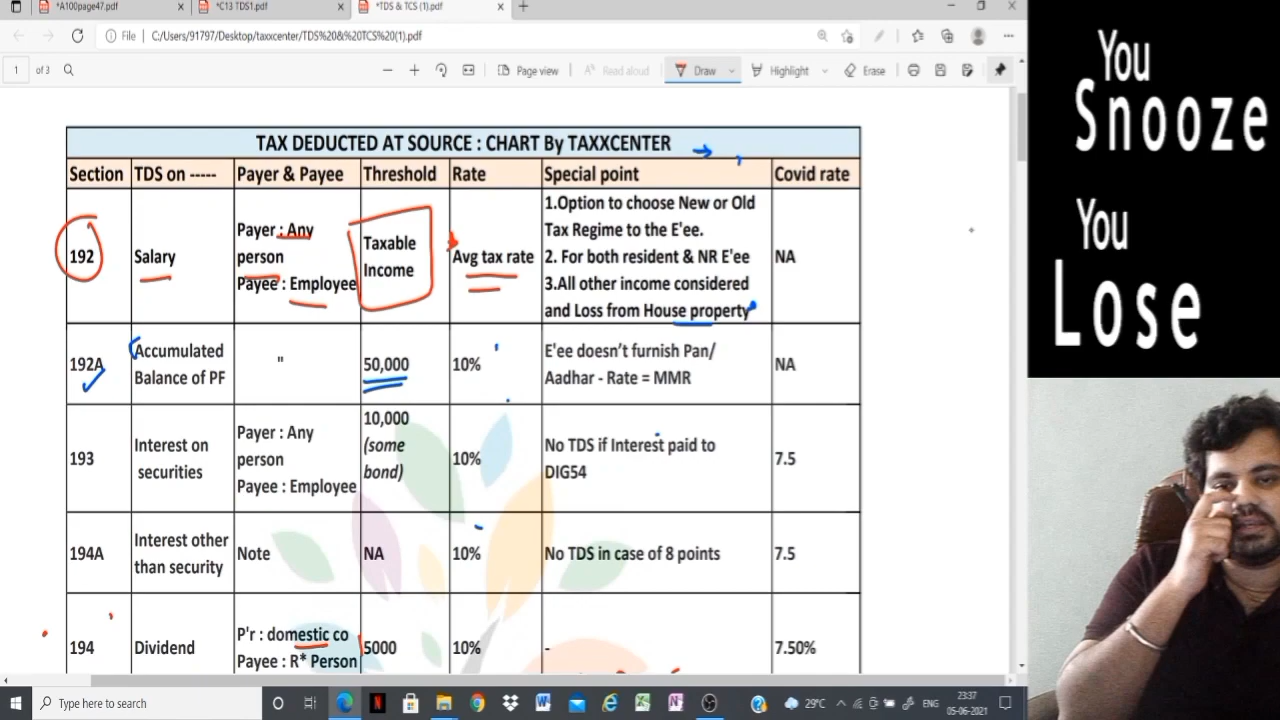 *A100page47.pdf
*C13 TDS1.pdf
*TDS & TCS (1).pdf
File
C:/Users/91797/Desktop/taxxcenter/TDS%20&%20TCS%20(1).pdf
1 of 3
Page view
Read aloud
Draw
Highlight
Erase
TAX DEDUCTED AT SOURCE : CHART By TAXXCENTER
Section TDS on ----- Payer & Payee Threshold Rate Special point Covid rate
192
Salary
Payer : Any
person
Payee : Employee
Taxable
Income
Avg tax rate
1.Option to choose New or Old
Tax Regime to the E'ee.
2. For both resident & NR E'ee
3.All other income considered
and Loss from House property
NA
192A
Accumulated
Balance of PF
"
50,000
10%
E'ee doesn't furnish Pan/
Aadhar - Rate = MMR
NA
193
Interest on
securities
Payer : Any
person
Payee : Employee
10,000
(some
bond)
10%
No TDS if Interest paid to
DIG54
7.5
194A
Interest other
than security
Note
NA
10%
No TDS in case of 8 points
7.5
194
Dividend
P'r : domestic co
Payee : R* Person
5000
10%
-
7.50%
You
Snooze
You
Lose
Type here to search
29°C
ENG
23:37
05-06-2021